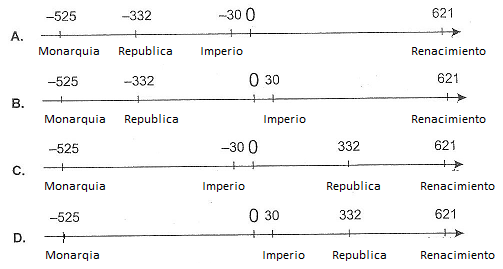 –525 –332 –30 0 621
A.
Monarquia Republica Imperio Renacimiento
–525 –332 0 30 621
B.
Monarquia Republica Imperio Renacimiento
–525 –30 0 332 621
C.
Monarquia Imperio Republica Renacimiento
–525 0 30 332 621
D.
Monarqia Imperio Republica Renacimiento